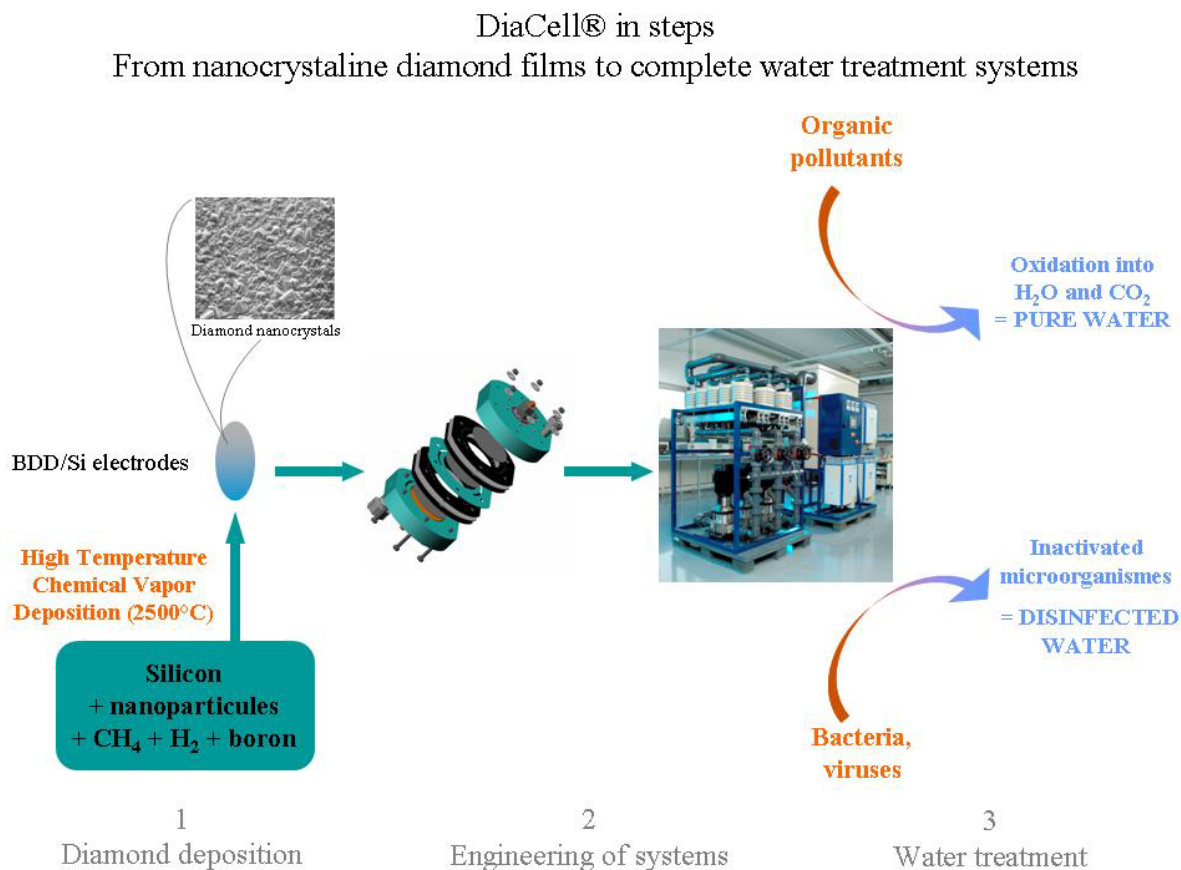 DiaCell® in steps
From nanocrystaline diamond films to complete water treatment systems
Organic
pollutants
Diamond nanocrystals
Oxidation into
H₂O and CO₂
= PURE WATER
BDD/Si electrodes
High Temperature
Chemical Vapor
Deposition (2500°C)
Silicon
+ nanoparticules
+ CH₄ + H₂ + boron
Inactivated
microorganismes
= DISINFECTED
WATER
Bacteria,
viruses
1
Diamond deposition
2
Engineering of systems
3
Water treatment